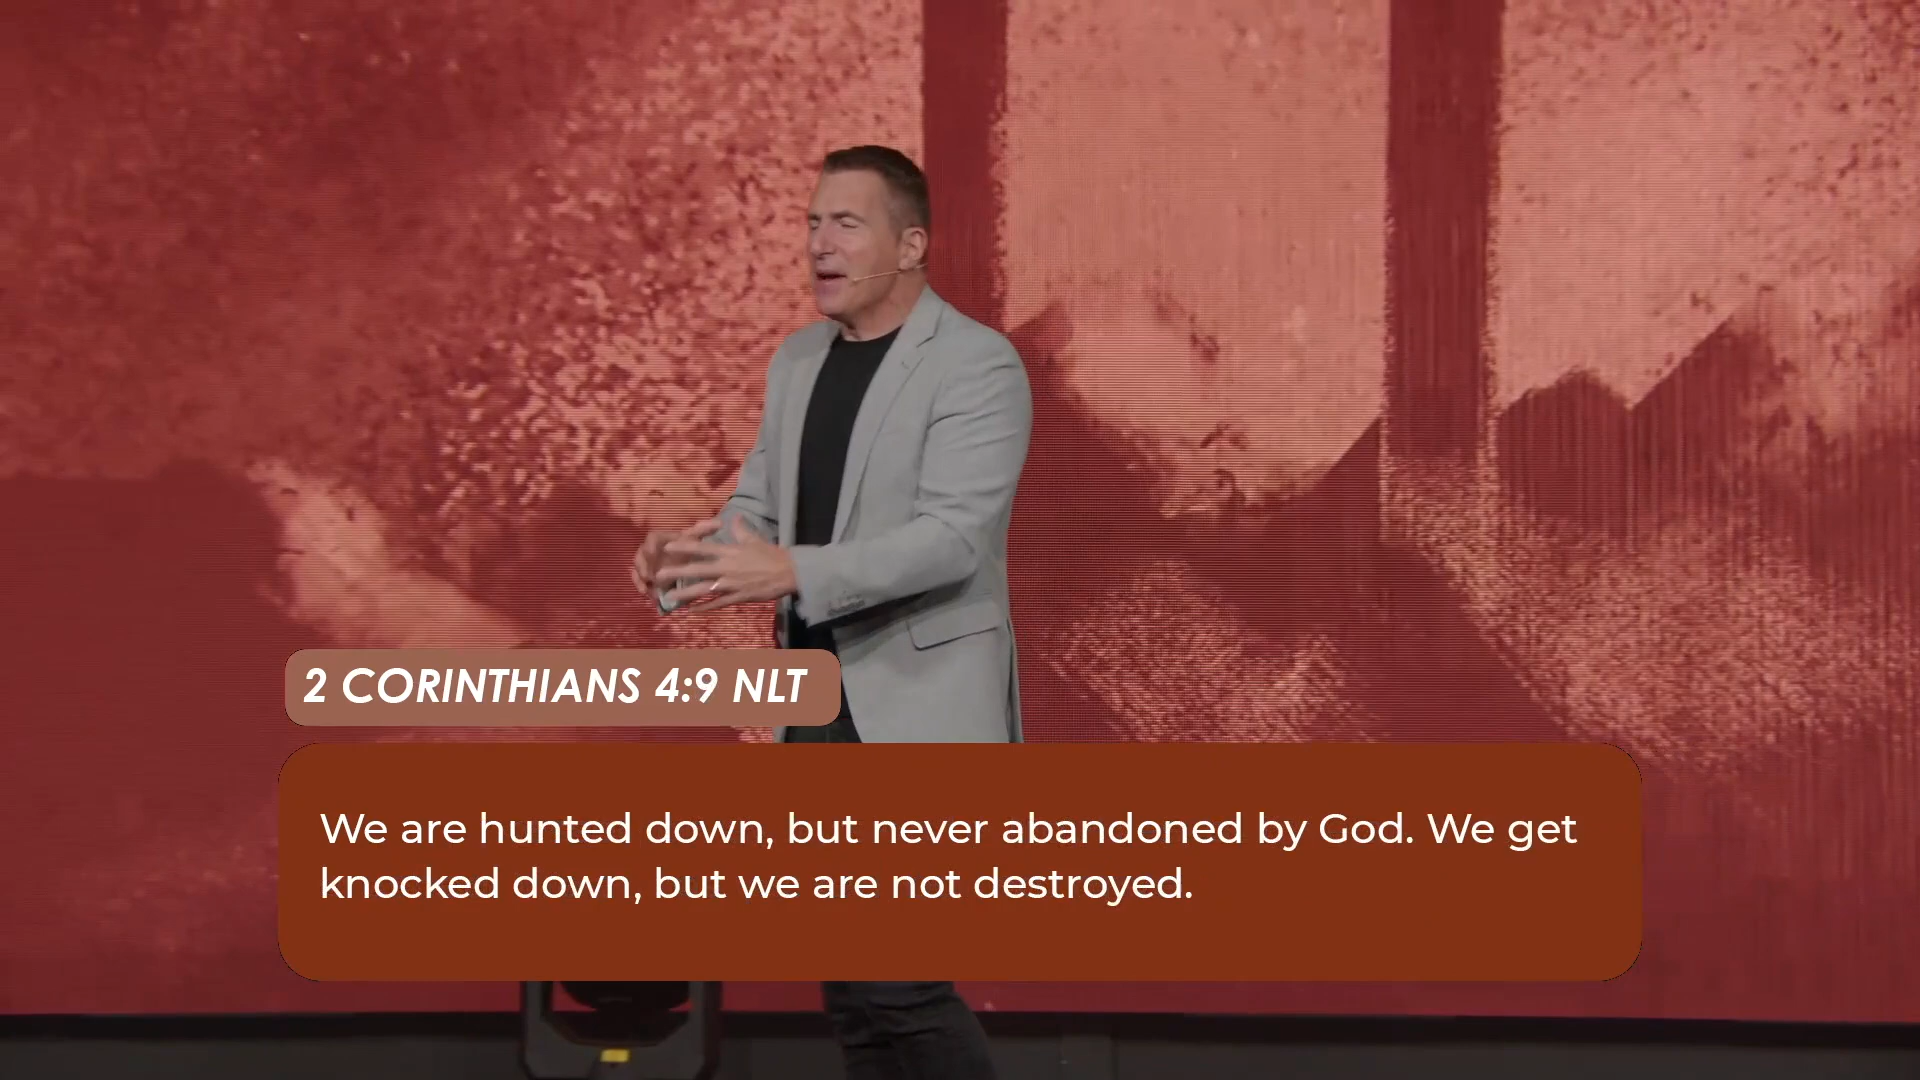 2 CORINTHIANS 4:9 NLT
We are hunted down, but never abandoned by God. We get
knocked down, but we are not destroyed.